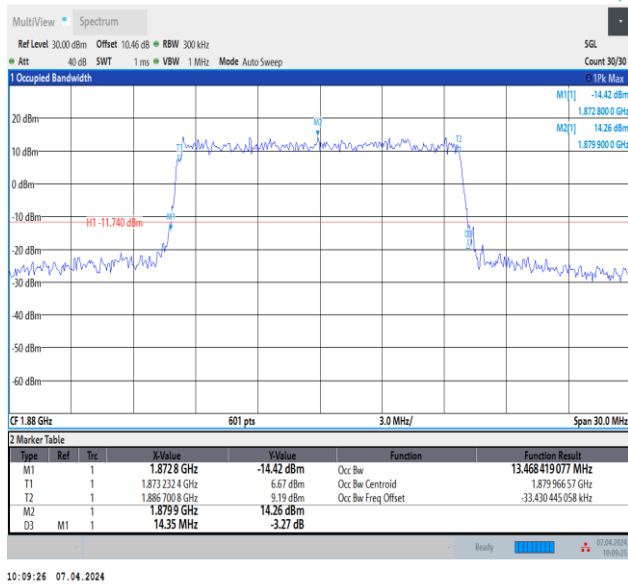 MultiView Spectrum
Ref Level 30.00 dBm Offset 10.46 dB RBW 300 kHz SGL
Att 40 dB SWT 1 ms VBW 1 MHz Mode Auto Sweep Count 30/30
1 Occupied Bandwidth 1Pk Max
M1[1] -14.42 dBm
1.872 800 0 GHz
M2[1] 14.26 dBm
1.879 900 0 GHz
20 dBm
M2
T1 T2
10 dBm
0 dBm
-10 dBm
M1
H1 -11.740 dBm
D3
-20 dBm
-30 dBm
-40 dBm
-50 dBm
-60 dBm
CF 1.88 GHz 601 pts 3.0 MHz/ Span 30.0 MHz
2 Marker Table
Type Ref Trc X-Value Y-Value Function Function Result
M1 1 1.872 8 GHz -14.42 dBm Occ Bw 13.468 419 077 MHz
T1 1 1.873 232 4 GHz 6.67 dBm Occ Bw Centroid 1.879 966 57 GHz
T2 1 1.886 700 8 GHz 9.19 dBm Occ Bw Freq Offset -33.430 445 058 kHz
M2 1 1.879 9 GHz 14.26 dBm
D3 M1 1 14.35 MHz -3.27 dB
Ready 07.04.2024
10:09:25
10:09:26 07.04.2024